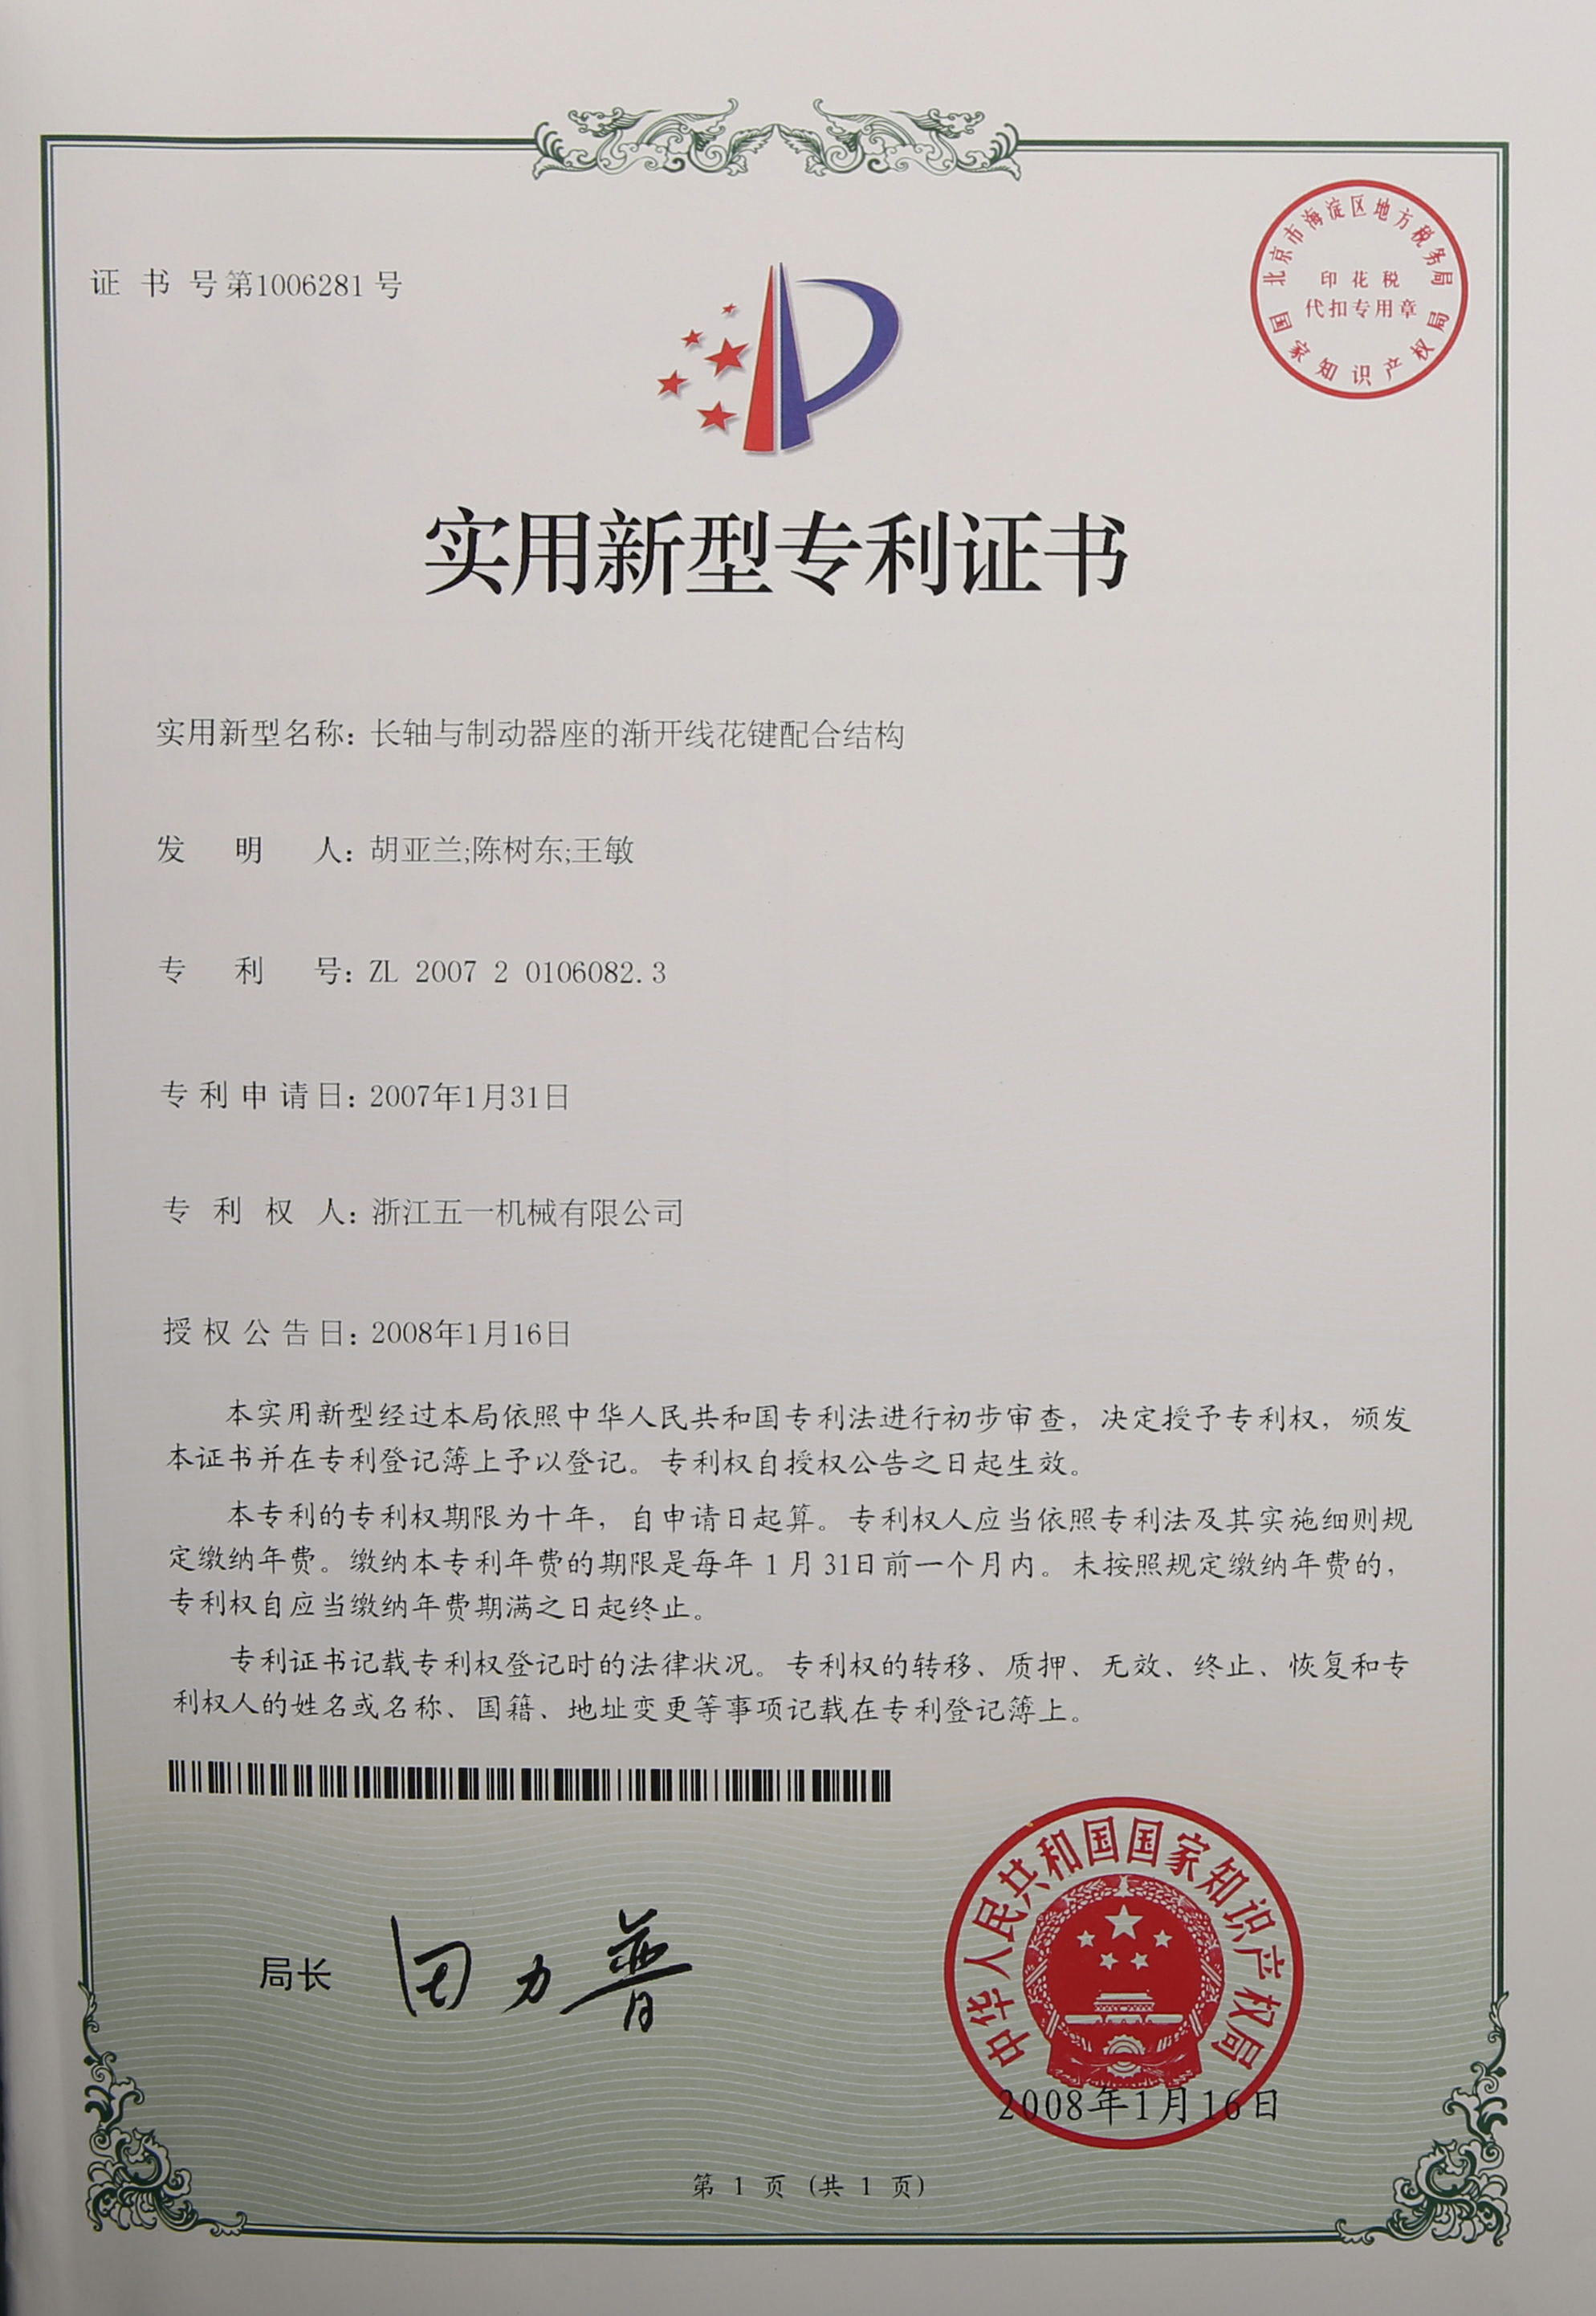 证书号第1006281号
北京市海淀区地方税务局
印花税
代扣专用章
国家知识产权局
实用新型专利证书
实用新型名称：长轴与制动器座的渐开线花键配合结构
发明人：胡亚兰;陈树东;王敏
专利号：ZL 2007 2 0106082.3
专利申请日：2007年1月31日
专利权人：浙江五一机械有限公司
授权公告日：2008年1月16日
本实用新型经过本局依照中华人民共和国专利法进行初步审查，决定授予专利权，颁发
本证书并在专利登记簿上予以登记。专利权自授权公告之日起生效。
本专利的专利权期限为十年，自申请日起算。专利权人应当依照专利法及其实施细则规
定缴纳年费。缴纳本专利年费的期限是每年 1 月 31日前一个月内。未按照规定缴纳年费的，
专利权自应当缴纳年费期满之日起终止。
专利证书记载专利权登记时的法律状况。专利权的转移、质押、无效、终止、恢复和专
利权人的姓名或名称、国籍、地址变更等事项记载在专利登记簿上。
局长 田力普
中华人民共和国国家知识产权局
2008年1月16日
第 1 页 (共 1 页)